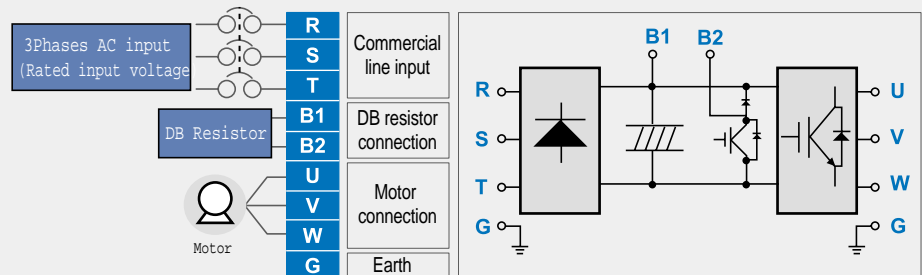 3Phases AC input
(Rated input voltage
R
S
T
Commercial
line input
DB Resistor
B1
B2
DB resistor
connection
Motor
U
V
W
Motor
connection
G
Earth
B1
B2
R
S
T
G
U
V
W
G